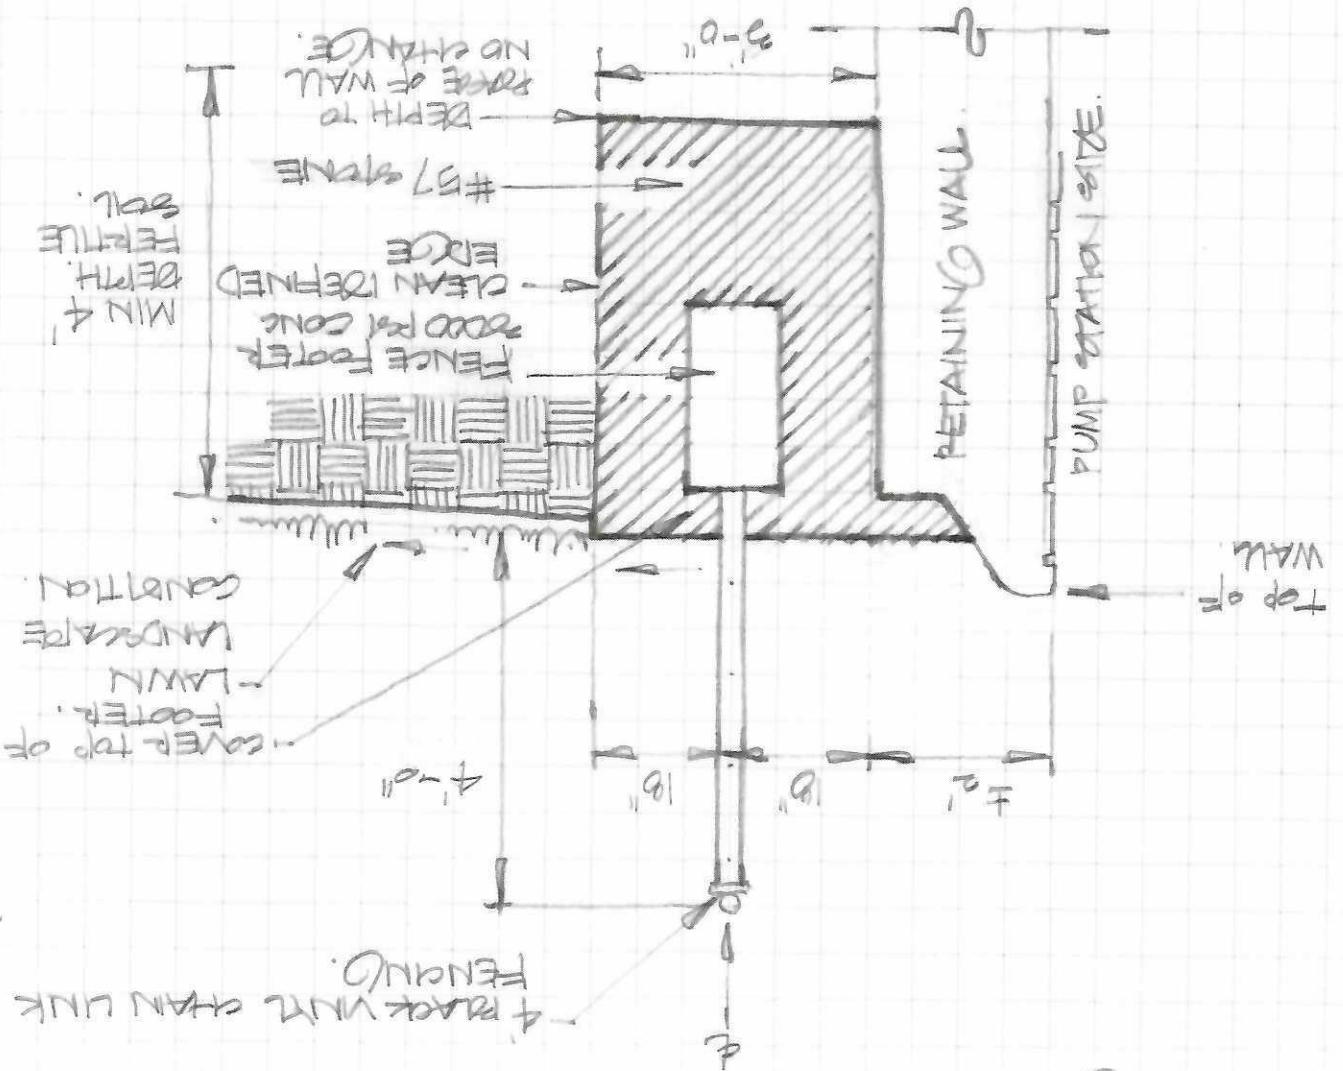 ℄
4' BLACK VINYL CHAIN LINK
FENCING.
4'-0"
± 2'
18"
18"
COVER TOP OF
FOOTER.
LAWN
LANDSCAPE
CONDITION.
TOP OF
WALL
MIN 4'
DEPTH.
FERTILE
SOIL.
FENCE FOOTER
3000 PSI CONC
CLEAN DEFINED
EDGE
#57 STONE
DEPTH TO
OF WALL
NO CHANGE.
3'-0"
RETAINING WALL.
PUMP STATION SIDE.